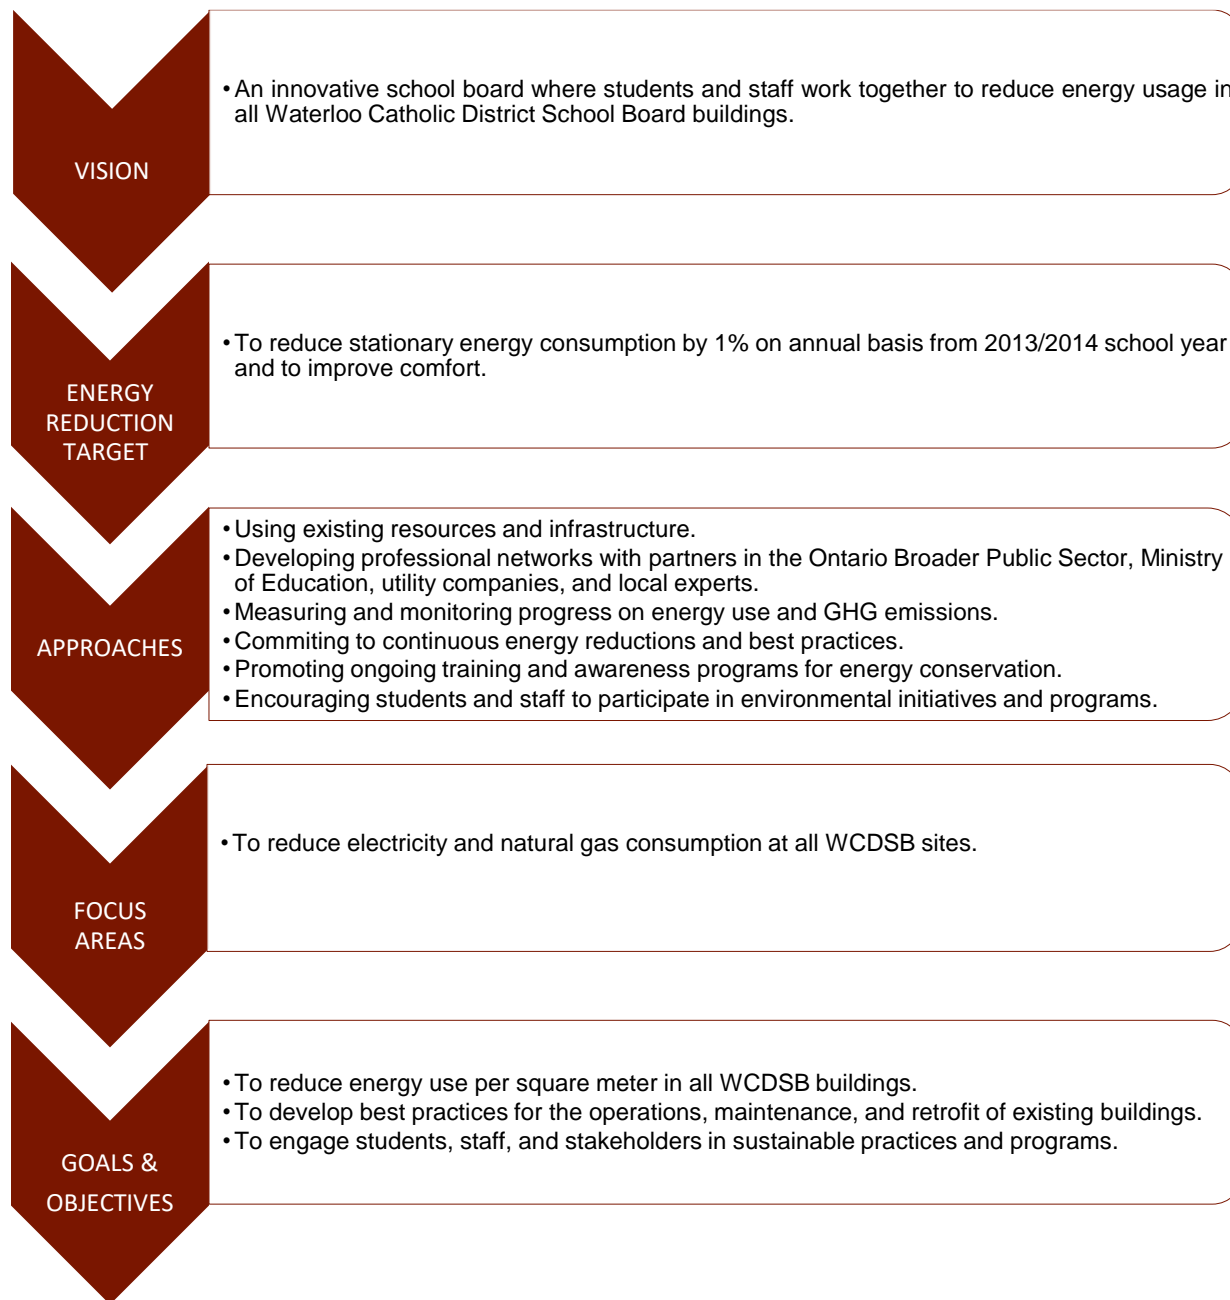 VISION
• An innovative school board where students and staff work together to reduce energy usage in
all Waterloo Catholic District School Board buildings.
ENERGY
REDUCTION
TARGET
• To reduce stationary energy consumption by 1% on annual basis from 2013/2014 school year
and to improve comfort.
APPROACHES
• Using existing resources and infrastructure.
• Developing professional networks with partners in the Ontario Broader Public Sector, Ministry
of Education, utility companies, and local experts.
• Measuring and monitoring progress on energy use and GHG emissions.
• Commiting to continuous energy reductions and best practices.
• Promoting ongoing training and awareness programs for energy conservation.
• Encouraging students and staff to participate in environmental initiatives and programs.
FOCUS
AREAS
• To reduce electricity and natural gas consumption at all WCDSB sites.
GOALS &
OBJECTIVES
• To reduce energy use per square meter in all WCDSB buildings.
• To develop best practices for the operations, maintenance, and retrofit of existing buildings.
• To engage students, staff, and stakeholders in sustainable practices and programs.